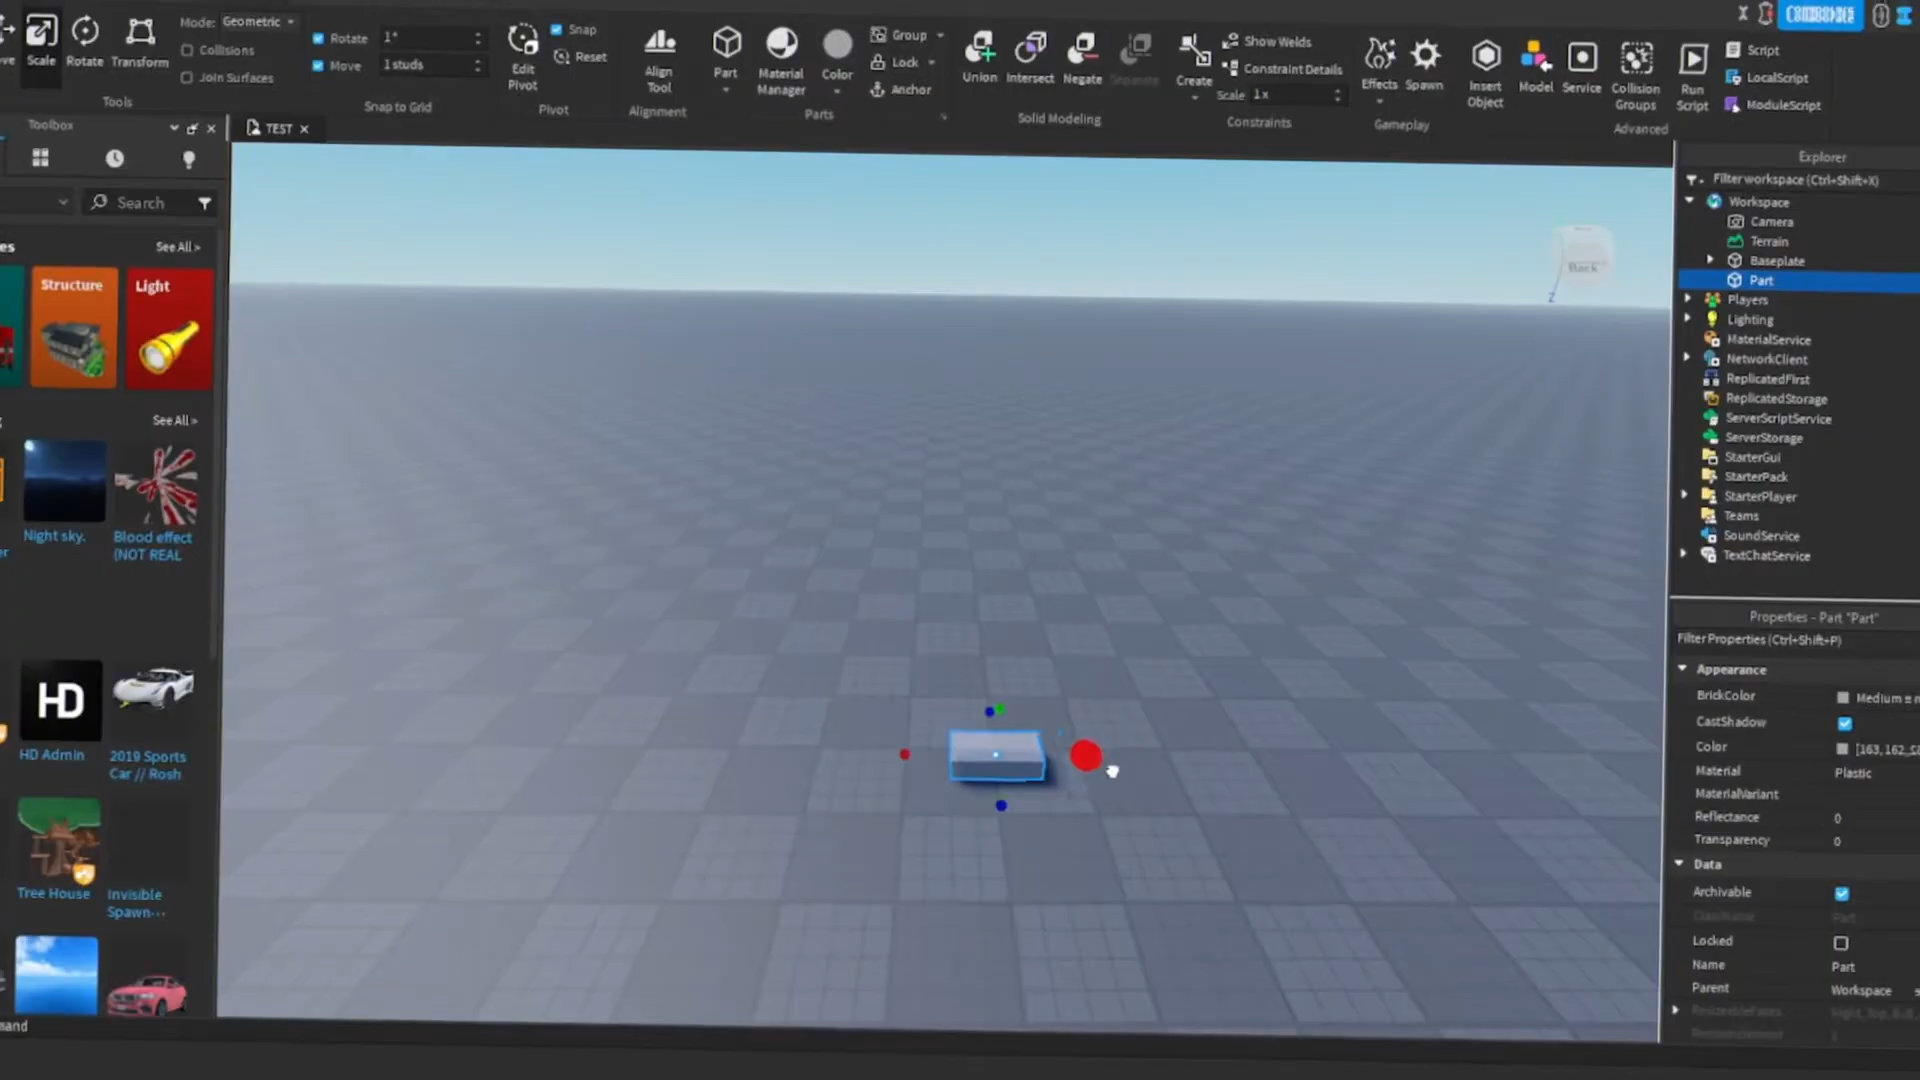 Mode: Geometric
Scale
Rotate
Transform
Collisions
Join Surfaces
Tools
Rotate 1°
Move 1 studs
Snap to Grid
Edit Pivot
Snap
Reset
Pivot
Align Tool
Alignment
Part
Material Manager
Color
Group
Lock
Anchor
Parts
Union
Intersect
Negate
Separate
Solid Modeling
Create
Show Welds
Constraint Details
Scale 1x
Constraints
Effects
Spawn
Gameplay
Insert Object
Model
Service
Collision Groups
Run Script
Script
LocalScript
ModuleScript
Advanced
Toolbox
TEST
Search
See All >
Structure
Light
See All >
Night sky.
Blood effect (NOT REAL
HD
HD Admin
2019 Sports Car // Rosh
Tree House
Invisible Spawn...
Back
Z
Explorer
Filter workspace (Ctrl+Shift+X)
Workspace
Camera
Terrain
Baseplate
Part
Players
Lighting
MaterialService
NetworkClient
ReplicatedFirst
ReplicatedStorage
ServerScriptService
ServerStorage
StarterGui
StarterPack
StarterPlayer
Teams
SoundService
TextChatService
Properties - Part "Part"
Filter Properties (Ctrl+Shift+P)
Appearance
BrickColor Medium
CastShadow
Color [163, 162,
Material Plastic
MaterialVariant
Reflectance 0
Transparency 0
Data
Archivable
ClassName Part
Locked
Name Part
Parent Workspace